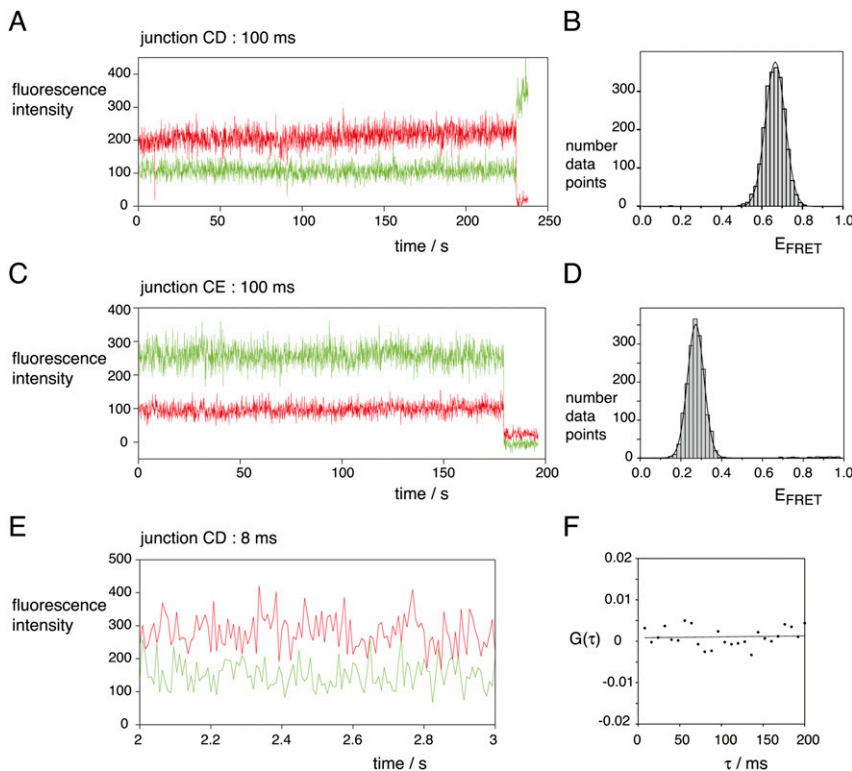 A
junction CD : 100 ms
fluorescence
intensity
400
300
200
100
0
0
50
100
150
200
250
time / s
B
number
data
points
300
200
100
0
0.0
0.2
0.4
0.6
0.8
1.0
EFRET
C
junction CE : 100 ms
fluorescence
intensity
400
300
200
100
0
0
50
100
150
200
time / s
D
number
data
points
300
200
100
0
0.0
0.2
0.4
0.6
0.8
1.0
EFRET
E
junction CD : 8 ms
fluorescence
intensity
500
400
300
200
100
0
2
2.2
2.4
2.6
2.8
3
time / s
F
G(τ)
0.02
0.01
0
-0.01
-0.02
0
50
100
150
200
τ / ms